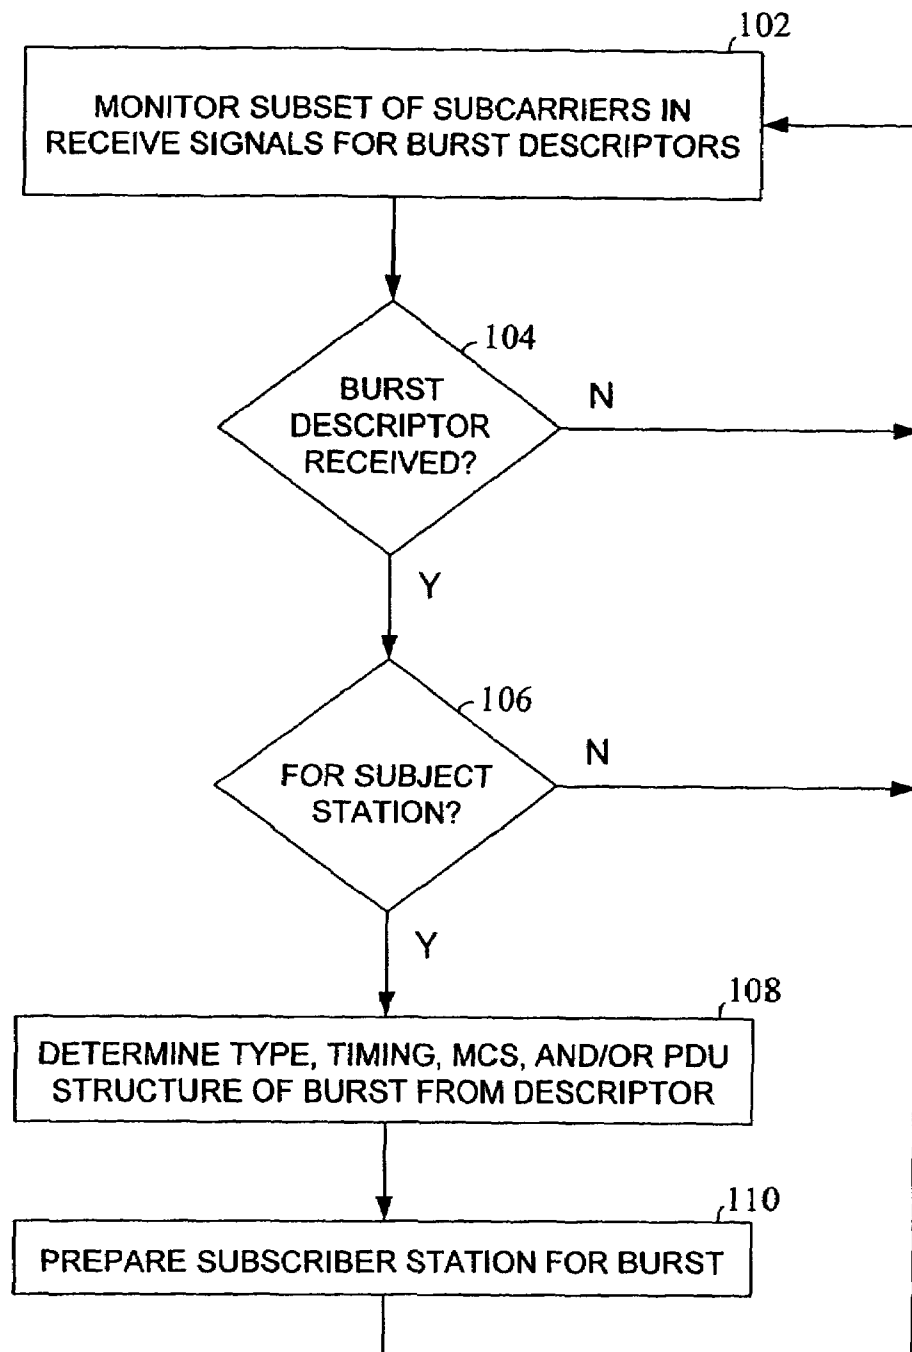 102
MONITOR SUBSET OF SUBCARRIERS IN
RECEIVE SIGNALS FOR BURST DESCRIPTORS
104
BURST
DESCRIPTOR
RECEIVED?
N
Y
106
FOR SUBJECT
STATION?
N
Y
108
DETERMINE TYPE, TIMING, MCS, AND/OR PDU
STRUCTURE OF BURST FROM DESCRIPTOR
110
PREPARE SUBSCRIBER STATION FOR BURST